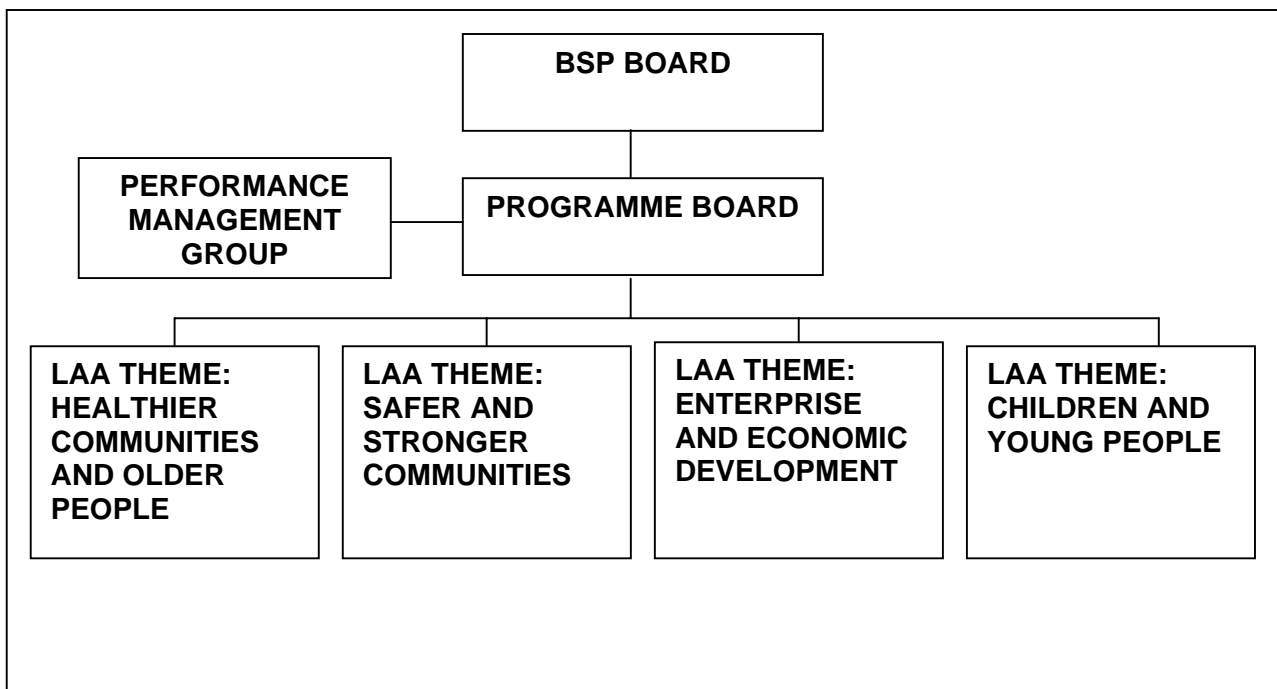 BSP BOARD
PERFORMANCE
MANAGEMENT
GROUP
PROGRAMME BOARD
LAA THEME:
HEALTHIER
COMMUNITIES
AND OLDER
PEOPLE
LAA THEME:
SAFER AND
STRONGER
COMMUNITIES
LAA THEME:
ENTERPRISE
AND ECONOMIC
DEVELOPMENT
LAA THEME:
CHILDREN AND
YOUNG PEOPLE